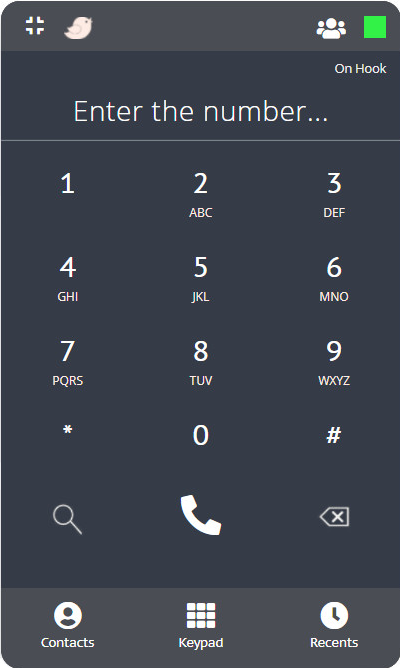 On Hook
Enter the number...
1 2 3
ABC DEF
4 5 6
GHI JKL MNO
7 8 9
PQRS TUV WXYZ
* 0 #
Contacts Keypad Recents